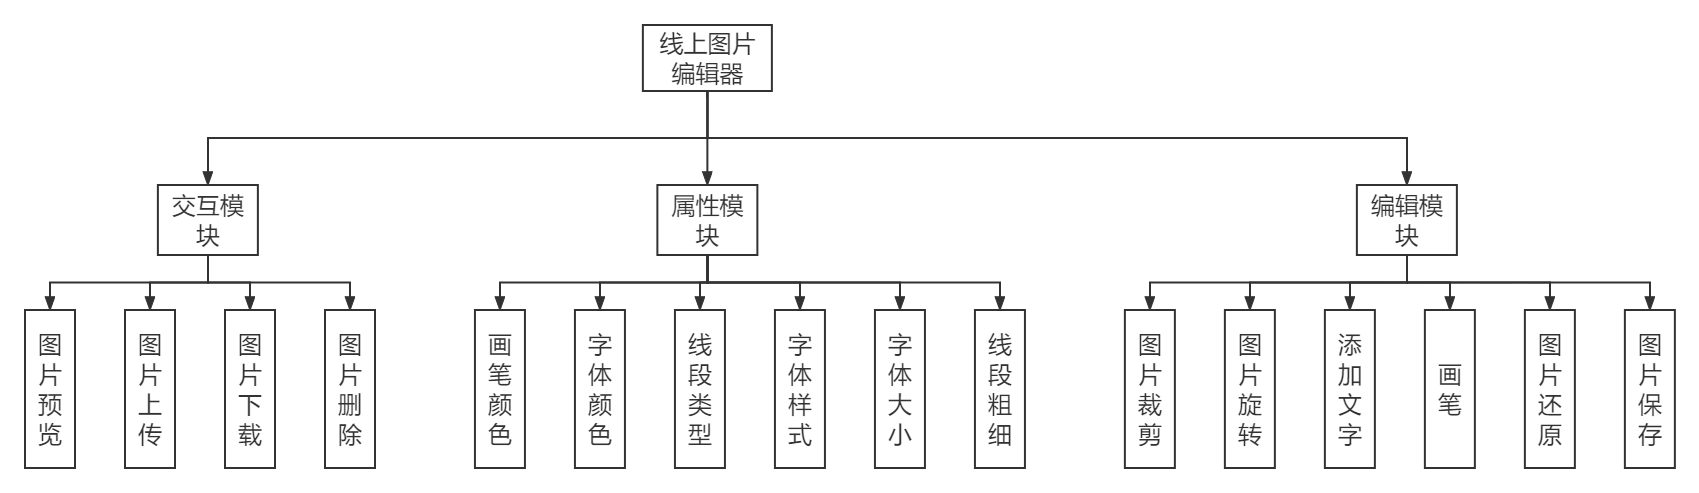 线上图片
编辑器
交互模
块
属性模
块
编辑模
块
图片预览
图片上传
图片下载
图片删除
画笔颜色
字体颜色
线段类型
字体样式
字体大小
线段粗细
图片裁剪
图片旋转
添加文字
画笔
图片还原
图片保存